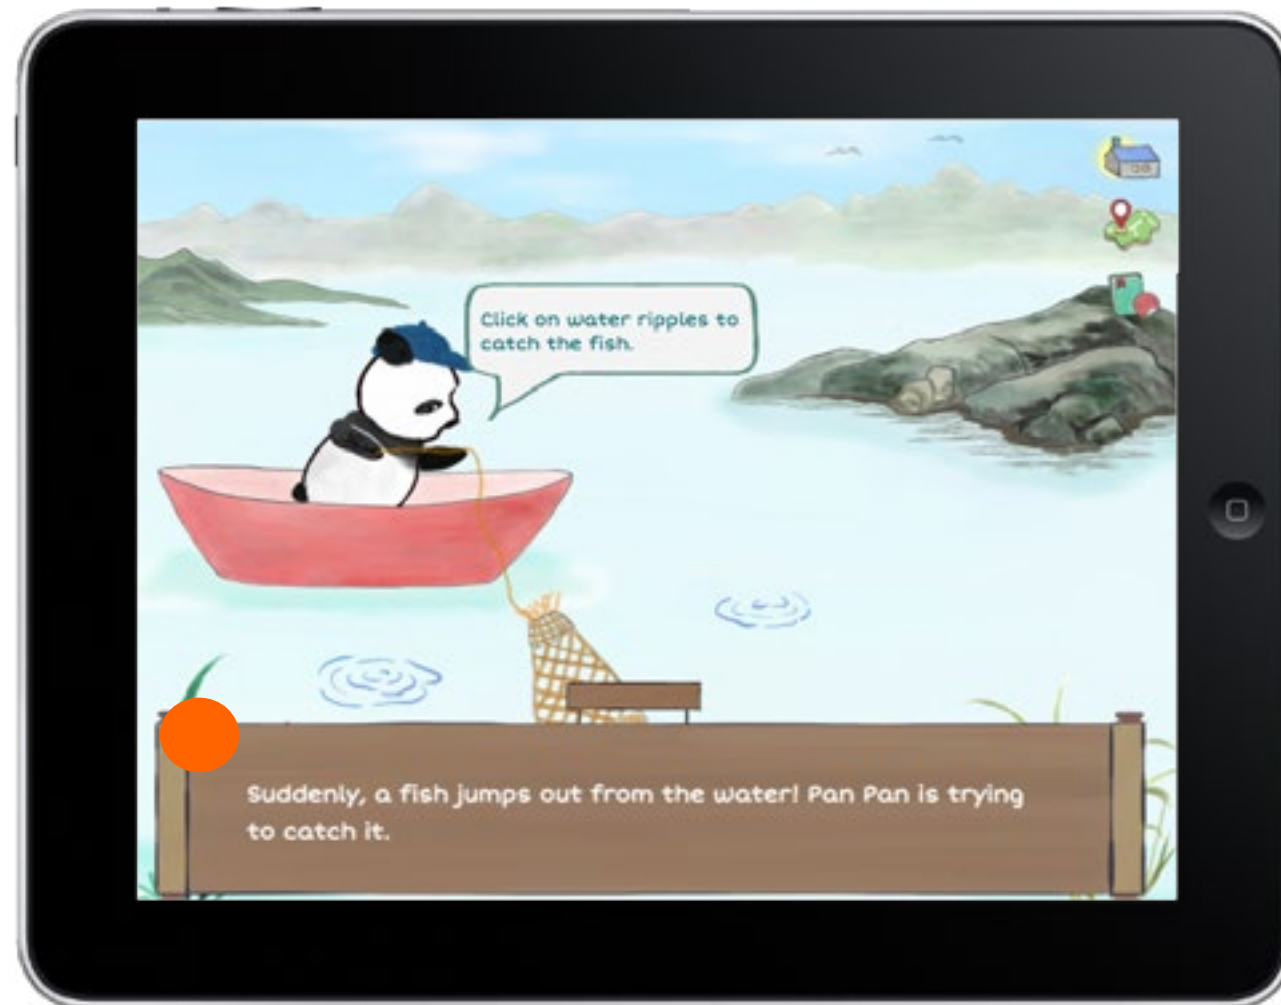 Click on water ripples to
catch the fish.
Suddenly, a fish jumps out from the water! Pan Pan is trying
to catch it.